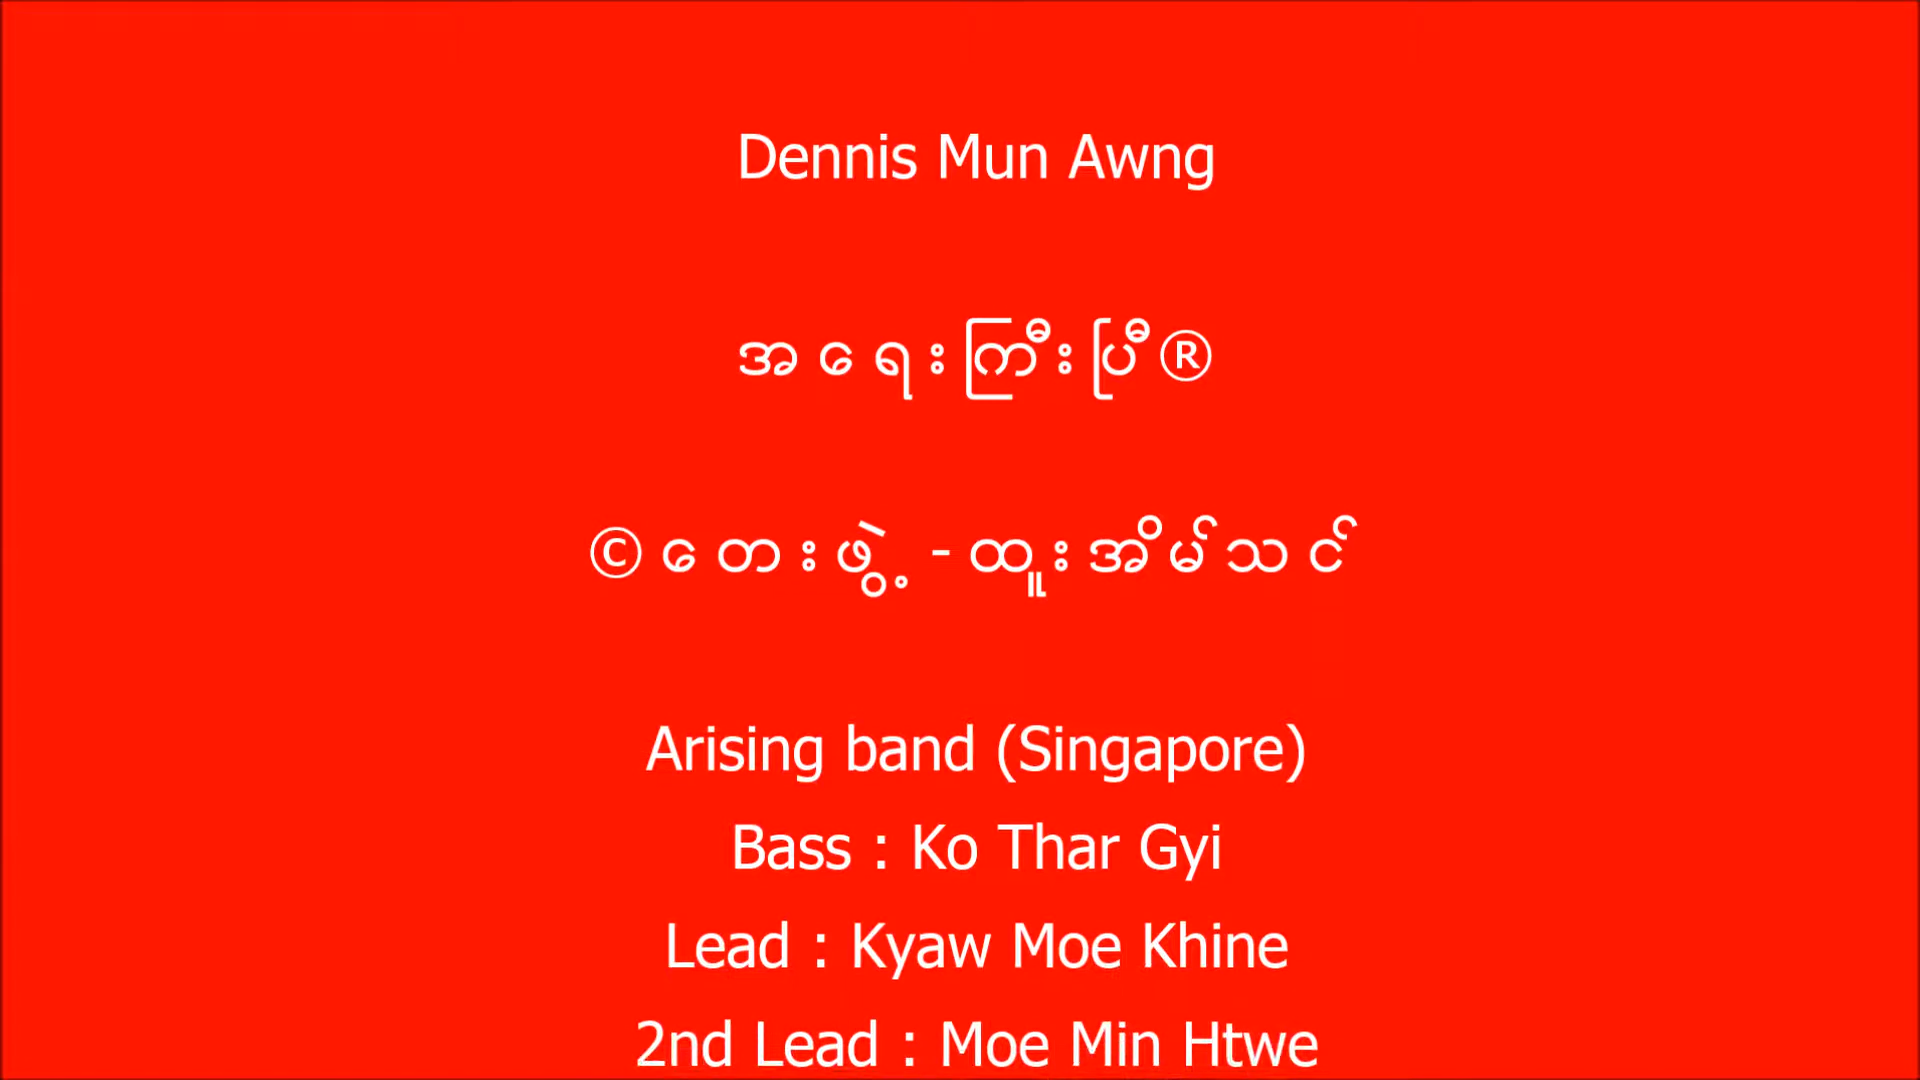 Dennis Mun Awng
အ ေ ရ း ကြီး ပြီ ®
© ေ တ း ဖွဲ့ - ထူး အိမ် သ င်
Arising band (Singapore)
Bass : Ko Thar Gyi
Lead : Kyaw Moe Khine
2nd Lead : Moe Min Htwe